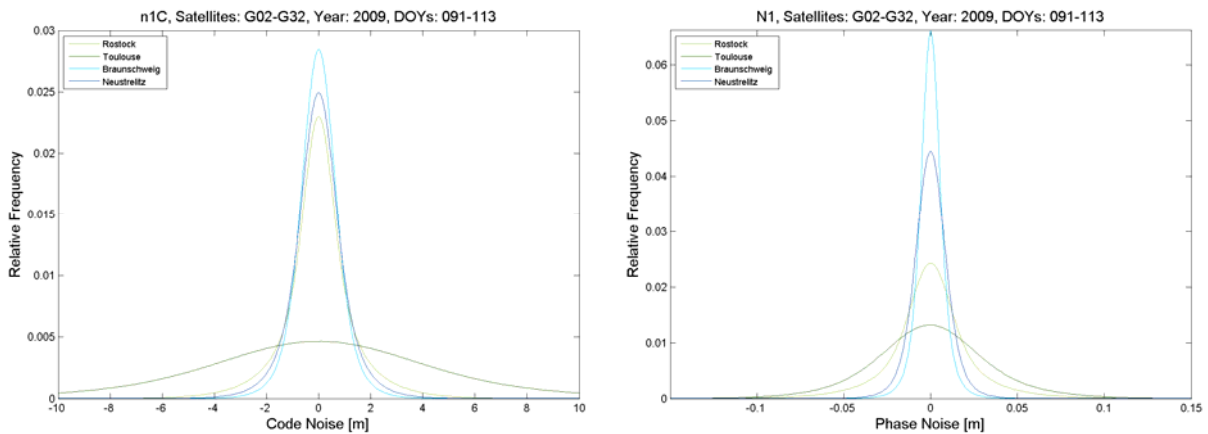 n1C, Satellites: G02-G32, Year: 2009, DOYs: 091-113
Relative Frequency
0.03
0.025
0.02
0.015
0.01
0.005
0
Rostock
Toulouse
Braunschweig
Neustrelitz
-10 -8 -6 -4 -2 0 2 4 6 8 10
Code Noise [m]
N1, Satellites: G02-G32, Year: 2009, DOYs: 091-113
Relative Frequency
0.06
0.05
0.04
0.03
0.02
0.01
0
Rostock
Toulouse
Braunschweig
Neustrelitz
-0.1 -0.05 0 0.05 0.1 0.15
Phase Noise [m]